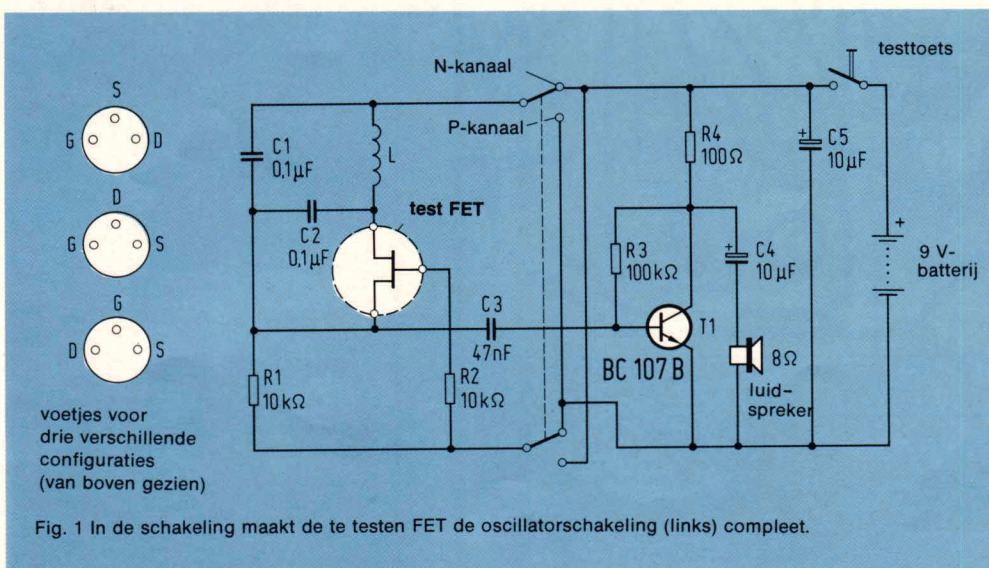 S
G
D
D
G
S
G
D
S
voetjes voor
drie verschillende
configuraties
(van boven gezien)
C1
0,1µF
L
C2
0,1µF
test FET
R1
10kΩ
R2
10kΩ
C3
47nF
N-kanaal
P-kanaal
R3
100kΩ
R4
100Ω
C4
+
10µF
T1
BC 107 B
8Ω
luid-
spreker
C5
+
10µF
testtoets
+
9 V-
batterij
Fig. 1 In de schakeling maakt de te testen FET de oscillatorschakeling (links) compleet.